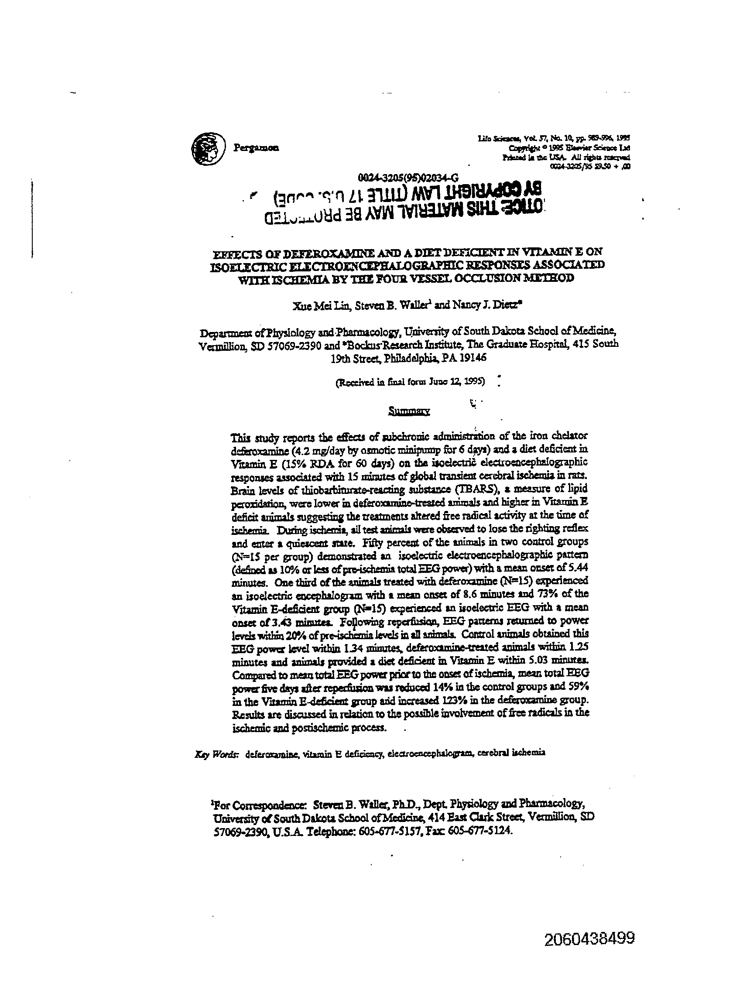 Pergamon
Life Sciences, Vol. 57, No. 10, pp. 989-996, 1995
Copyright © 1995 Elsevier Science Ltd
Printed in the USA. All rights reserved
0024-3205/95 $9.50 + .00
0024-3205(95)02034-G
NOTICE THIS MATERIAL MAY BE PROTECTED
BY COPYRIGHT LAW (TITLE 17 U.S. CODE)
EFFECTS OF DEFEROXAMINE AND A DIET DEFICIENT IN VITAMIN E ON
ISOELECTRIC ELECTROENCEPHALOGRAPHIC RESPONSES ASSOCIATED
WITH ISCHEMIA BY THE FOUR VESSEL OCCLUSION METHOD
Xue Mei Lin, Steven B. Waller¹ and Nancy J. Dietz*
Department of Physiology and Pharmacology, University of South Dakota School of Medicine,
Vermillion, SD 57069-2390 and *Bockus Research Institute, The Graduate Hospital, 415 South
19th Street, Philadelphia, PA 19146
(Received in final form June 12, 1995)
Summary
This study reports the effects of subchronic administration of the iron chelator
deferoxamine (4.2 mg/day by osmotic minipump for 6 days) and a diet deficient in
Vitamin E (15% RDA for 60 days) on the isoelectric electroencephalographic
responses associated with 15 minutes of global transient cerebral ischemia in rats.
Brain levels of thiobarbiturate-reacting substance (TBARS), a measure of lipid
peroxidation, were lower in deferoxamine-treated animals and higher in Vitamin E
deficit animals suggesting the treatments altered free radical activity at the time of
ischemia. During ischemia, all test animals were observed to lose the righting reflex
and enter a quiescent state. Fifty percent of the animals in two control groups
(N=15 per group) demonstrated an isoelectric electroencephalographic pattern
(defined as 10% or less of pre-ischemia total EEG power) with a mean onset of 5.44
minutes. One third of the animals treated with deferoxamine (N=15) experienced
an isoelectric encephalogram with a mean onset of 8.6 minutes and 73% of the
Vitamin E-deficient group (N=15) experienced an isoelectric EEG with a mean
onset of 3.43 minutes. Following reperfusion, EEG patterns returned to power
levels within 20% of pre-ischemia levels in all animals. Control animals obtained this
EEG power level within 1.34 minutes, deferoxamine-treated animals within 1.25
minutes and animals provided a diet deficient in Vitamin E within 5.03 minutes.
Compared to mean total EEG power prior to the onset of ischemia, mean total EEG
power five days after reperfusion was reduced 14% in the control groups and 59%
in the Vitamin E-deficient group and increased 123% in the deferoxamine group.
Results are discussed in relation to the possible involvement of free radicals in the
ischemic and postischemic process.
Key Words: deferoxamine, vitamin E deficiency, electroencephalogram, cerebral ischemia
¹For Correspondence: Steven B. Waller, Ph.D., Dept. Physiology and Pharmacology,
University of South Dakota School of Medicine, 414 East Clark Street, Vermillion, SD
57069-2390, U.S.A. Telephone: 605-677-5157, Fax: 605-677-5124.
2060438499